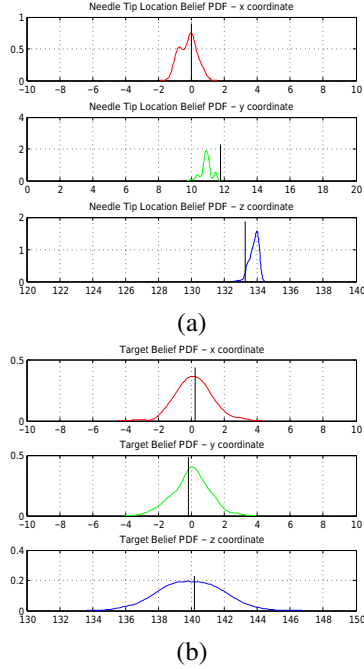 Needle Tip Location Belief PDF − x coordinate
1
0.5
0
−10 −8 −6 −4 −2 0 2 4 6 8 10
Needle Tip Location Belief PDF − y coordinate
4
2
0
0 2 4 6 8 10 12 14 16 18 20
Needle Tip Location Belief PDF − z coordinate
2
1
0
120 122 124 126 128 130 132 134 136 138 140
(a)
Target Belief PDF − x coordinate
0.5
0
−10 −8 −6 −4 −2 0 2 4 6 8 10
Target Belief PDF − y coordinate
0.5
0
−10 −8 −6 −4 −2 0 2 4 6 8 10
Target Belief PDF − z coordinate
0.4
0.2
0
130 132 134 136 138 140 142 144 146 148 150
(b)